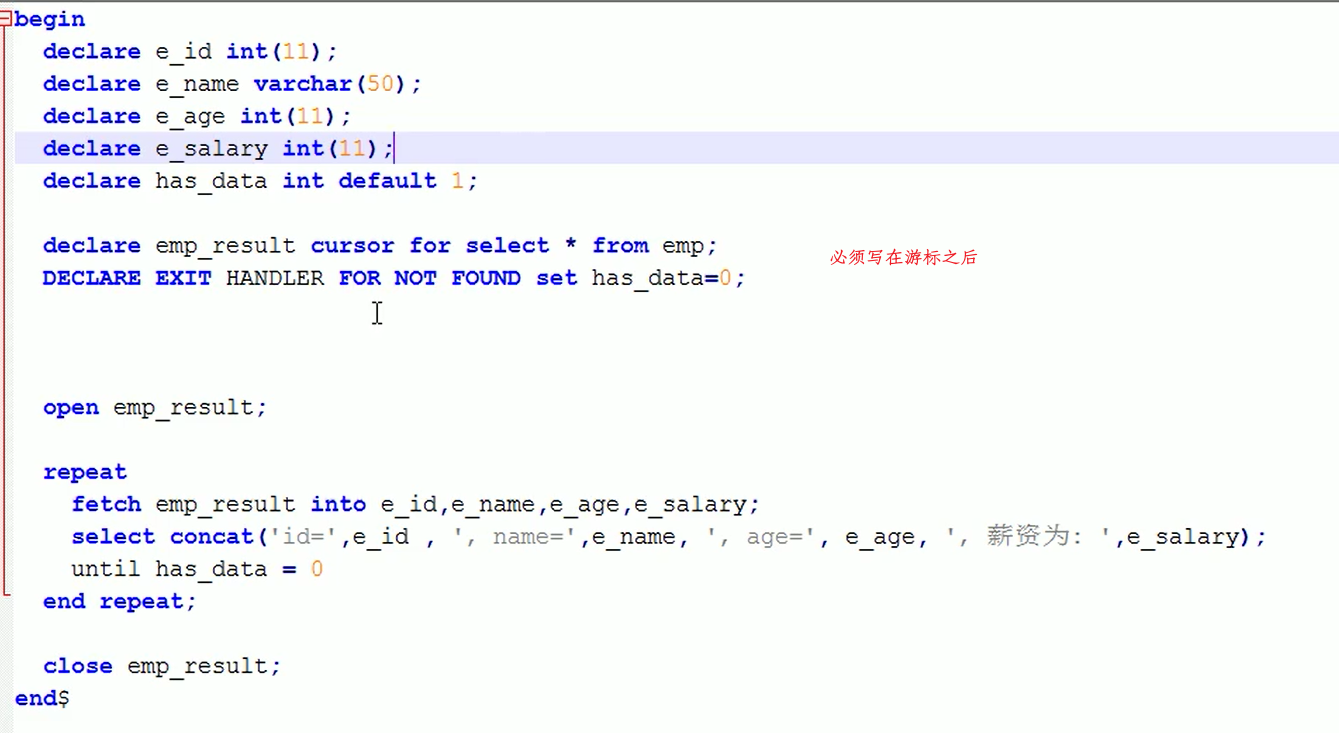 begin
declare e_id int(11);
declare e_name varchar(50);
declare e_age int(11);
declare e_salary int(11);
declare has_data int default 1;
declare emp_result cursor for select * from emp;
必须写在游标之后
DECLARE EXIT HANDLER FOR NOT FOUND set has_data=0;
open emp_result;
repeat
fetch emp_result into e_id,e_name,e_age,e_salary;
select concat('id=',e_id , ', name=',e_name, ', age=', e_age, ', 薪资为: ',e_salary);
until has_data = 0
end repeat;
close emp_result;
end$